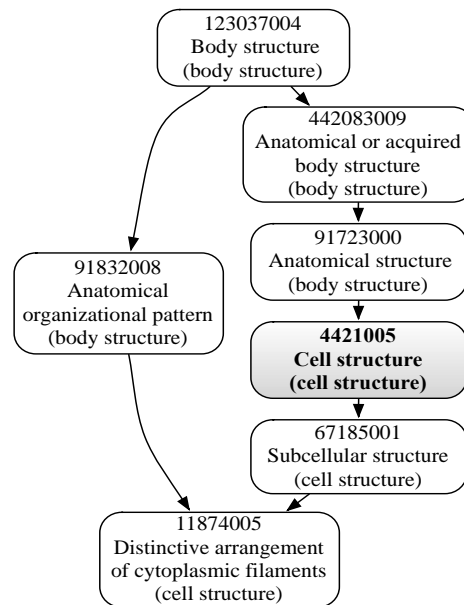 123037004
Body structure
(body structure)
442083009
Anatomical or acquired
body structure
(body structure)
91723000
Anatomical structure
(body structure)
91832008
Anatomical
organizational pattern
(body structure)
4421005
Cell structure
(cell structure)
67185001
Subcellular structure
(cell structure)
11874005
Distinctive arrangement
of cytoplasmic filaments
(cell structure)